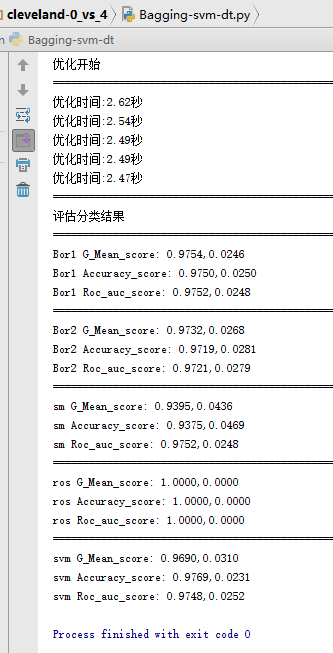 cleveland-0_vs_4 Bagging-svm-dt.py
n Bagging-svm-dt
优化开始
优化时间:2.62秒
优化时间:2.54秒
优化时间:2.49秒
优化时间:2.49秒
优化时间:2.47秒
评估分类结果
Bor1 G_Mean_score: 0.9754,0.0246
Bor1 Accuracy_score: 0.9750,0.0250
Bor1 Roc_auc_score: 0.9752,0.0248
Bor2 G_Mean_score: 0.9732,0.0268
Bor2 Accuracy_score: 0.9719,0.0281
Bor2 Roc_auc_score: 0.9721,0.0279
sm G_Mean_score: 0.9395,0.0436
sm Accuracy_score: 0.9375,0.0469
sm Roc_auc_score: 0.9752,0.0248
ros G_Mean_score: 1.0000,0.0000
ros Accuracy_score: 1.0000,0.0000
ros Roc_auc_score: 1.0000,0.0000
svm G_Mean_score: 0.9690,0.0310
svm Accuracy_score: 0.9769,0.0231
svm Roc_auc_score: 0.9748,0.0252
Process finished with exit code 0